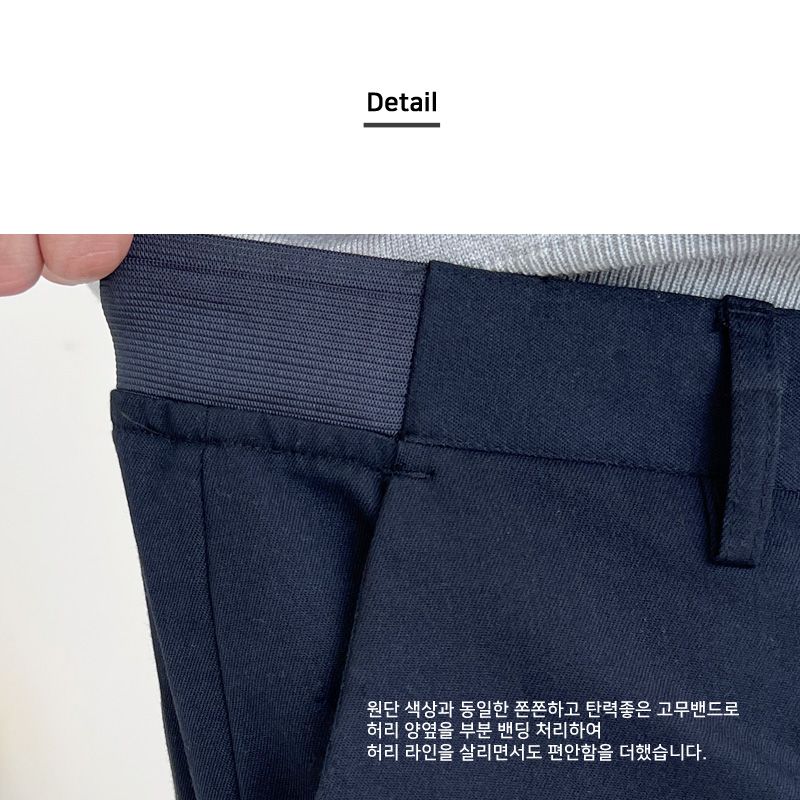 Detail
원단 색상과 동일한 쫀쫀하고 탄력좋은 고무밴드로
허리 양옆을 부분 밴딩 처리하여
허리 라인을 살리면서도 편안함을 더했습니다.